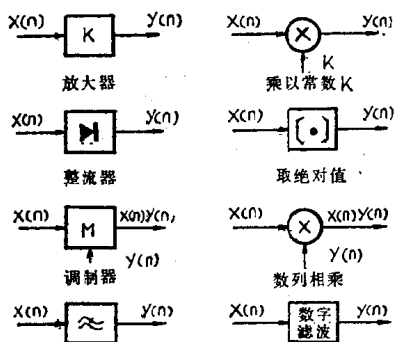 X(n) K Y(n) X(n) × Y(n)
K
放大器 乘以常数K
X(n) Y(n) X(n) [•] Y(n)
整流器 取绝对值
X(n) M X(n)Y(n) X(n) × X(n)Y(n)
Y(n) Y(n)
调制器 数列相乘
X(n) Y(n) X(n) 数字 Y(n)
滤波